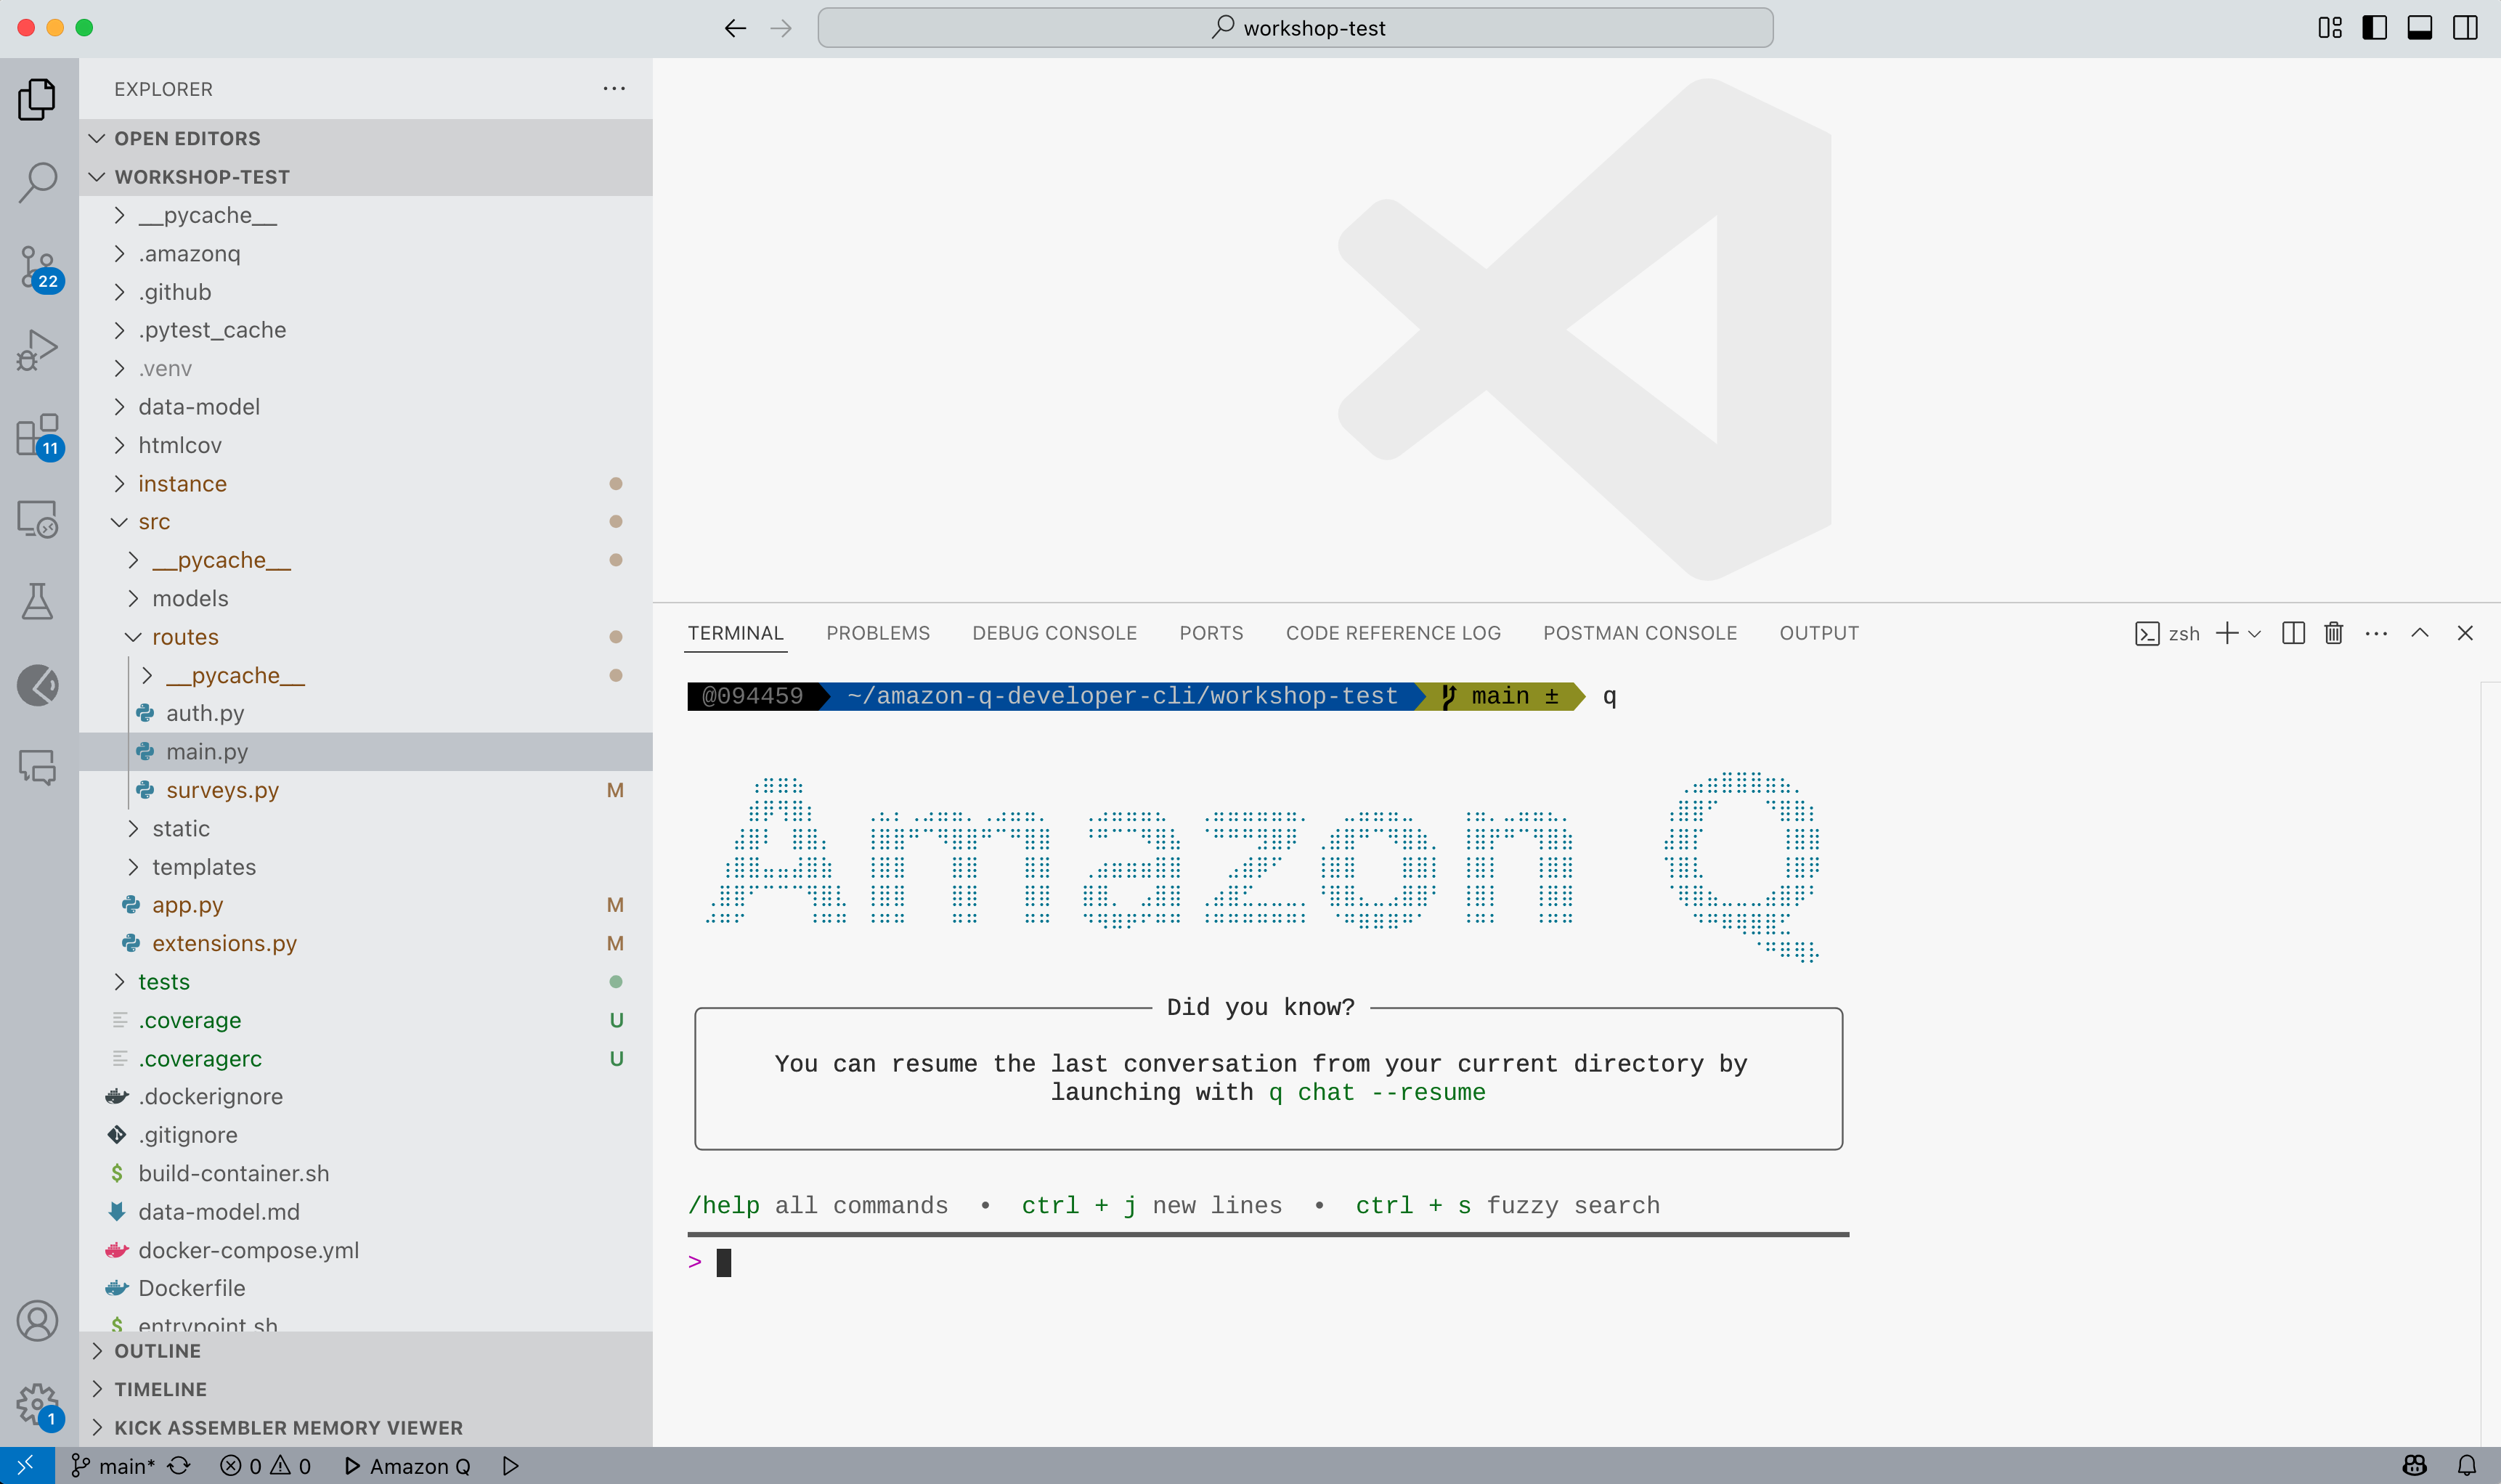 workshop-test
EXPLORER
OPEN EDITORS
WORKSHOP-TEST
__pycache__
.amazonq
.github
.pytest_cache
.venv
data-model
htmlcov
instance
src
__pycache__
models
routes
__pycache__
auth.py
main.py
surveys.py M
static
templates
app.py M
extensions.py M
tests
.coverage U
.coveragerc U
.dockerignore
.gitignore
build-container.sh
data-model.md
docker-compose.yml
Dockerfile
entrypoint.sh
OUTLINE
TIMELINE
KICK ASSEMBLER MEMORY VIEWER
22
11
1
TERMINAL PROBLEMS DEBUG CONSOLE PORTS CODE REFERENCE LOG POSTMAN CONSOLE OUTPUT zsh
@094459 ~/amazon-q-developer-cli/workshop-test main ± q
Amazon Q
Did you know?
You can resume the last conversation from your current directory by
launching with q chat --resume
/help all commands • ctrl + j new lines • ctrl + s fuzzy search
>
main* 0 0 Amazon Q